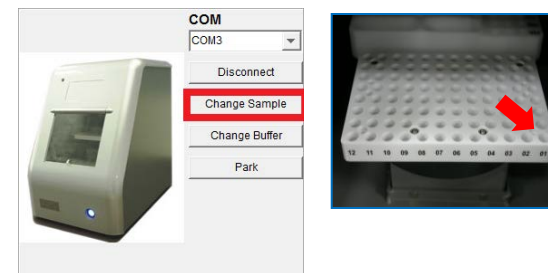 COM
COM3
Disconnect
Change Sample
Change Buffer
Park
12 11 10 09 08 07 06 05 04 03 02 01